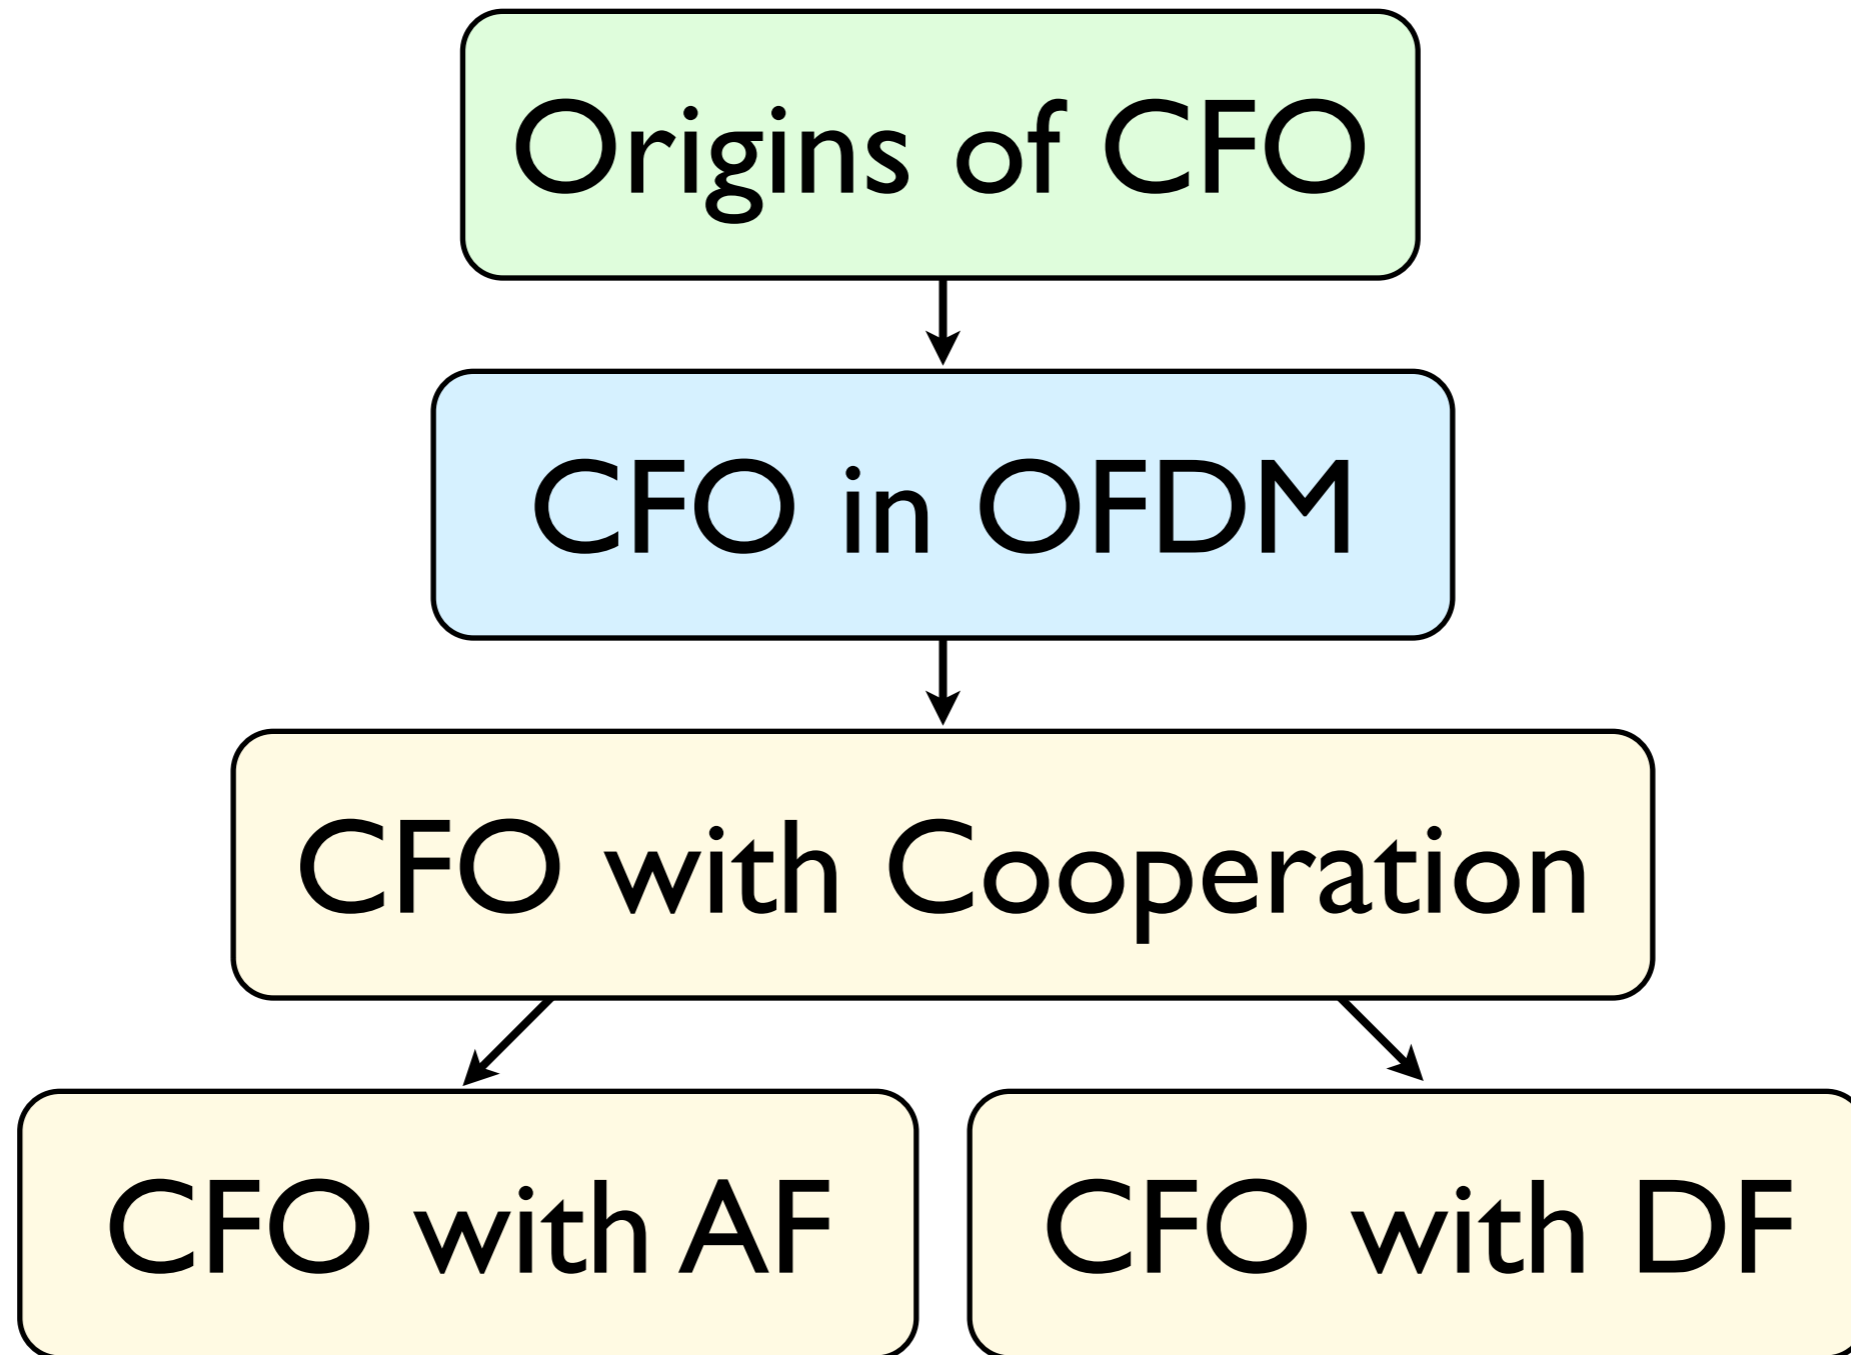 Origins of CFO
CFO in OFDM
CFO with Cooperation
CFO with AF
CFO with DF